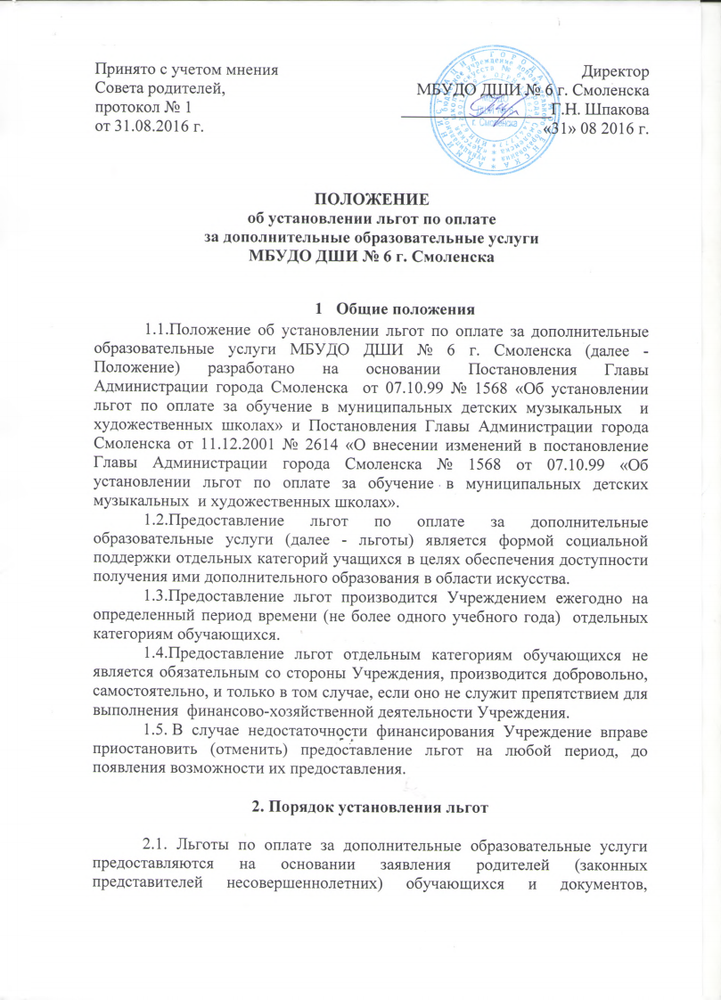 Принято с учетом мнения
Совета родителей,
протокол № 1
от 31.08.2016 г.
Директор
МБУДО ДШИ № 6 г. Смоленска
Г.Н. Шпакова
«31» 08 2016 г.
ПОЛОЖЕНИЕ
об установлении льгот по оплате
за дополнительные образовательные услуги
МБУДО ДШИ № 6 г. Смоленска
1 Общие положения
1.1.Положение об установлении льгот по оплате за дополнительные
образовательные услуги МБУДО ДШИ № 6 г. Смоленска (далее -
Положение) разработано на основании Постановления Главы
Администрации города Смоленска от 07.10.99 № 1568 «Об установлении
льгот по оплате за обучение в муниципальных детских музыкальных и
художественных школах» и Постановления Главы Администрации города
Смоленска от 11.12.2001 № 2614 «О внесении изменений в постановление
Главы Администрации города Смоленска № 1568 от 07.10.99 «Об
установлении льгот по оплате за обучение в муниципальных детских
музыкальных и художественных школах».
1.2.Предоставление льгот по оплате за дополнительные
образовательные услуги (далее - льготы) является формой социальной
поддержки отдельных категорий учащихся в целях обеспечения доступности
получения ими дополнительного образования в области искусства.
1.3.Предоставление льгот производится Учреждением ежегодно на
определенный период времени (не более одного учебного года) отдельных
категориям обучающихся.
1.4.Предоставление льгот отдельным категориям обучающихся не
является обязательным со стороны Учреждения, производится добровольно,
самостоятельно, и только в том случае, если оно не служит препятствием для
выполнения финансово-хозяйственной деятельности Учреждения.
1.5. В случае недостаточности финансирования Учреждение вправе
приостановить (отменить) предоставление льгот на любой период, до
появления возможности их предоставления.
2. Порядок установления льгот
2.1. Льготы по оплате за дополнительные образовательные услуги
предоставляются на основании заявления родителей (законных
представителей несовершеннолетних) обучающихся и документов,